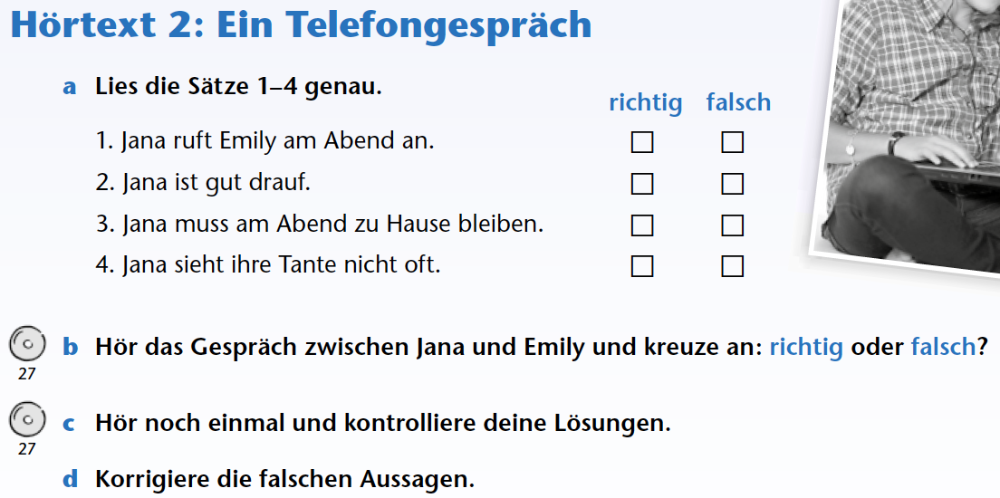 Hörtext 2: Ein Telefongespräch
a Lies die Sätze 1–4 genau.
richtig falsch
1. Jana ruft Emily am Abend an.
2. Jana ist gut drauf.
3. Jana muss am Abend zu Hause bleiben.
4. Jana sieht ihre Tante nicht oft.
b Hör das Gespräch zwischen Jana und Emily und kreuze an: richtig oder falsch?
27
c Hör noch einmal und kontrolliere deine Lösungen.
27
d Korrigiere die falschen Aussagen.